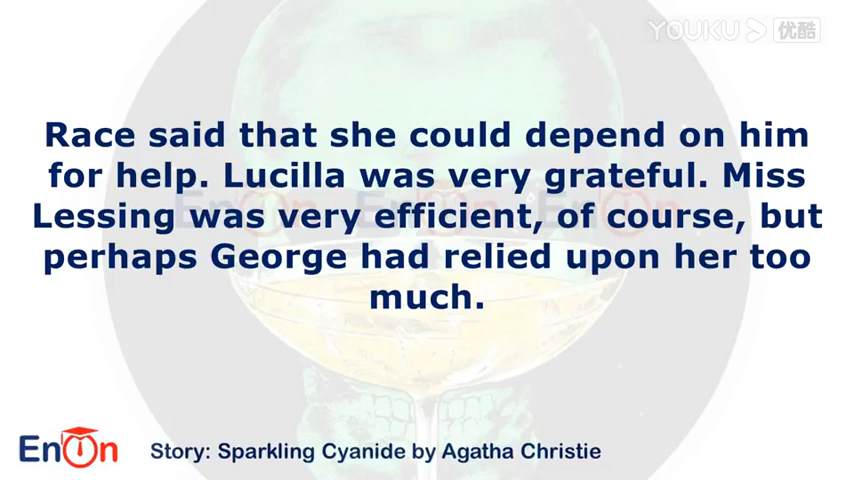 YOUKU 优酷
Race said that she could depend on him
for help. Lucilla was very grateful. Miss
Lessing was very efficient, of course, but
perhaps George had relied upon her too
much.
EnOn
Story: Sparkling Cyanide by Agatha Christie